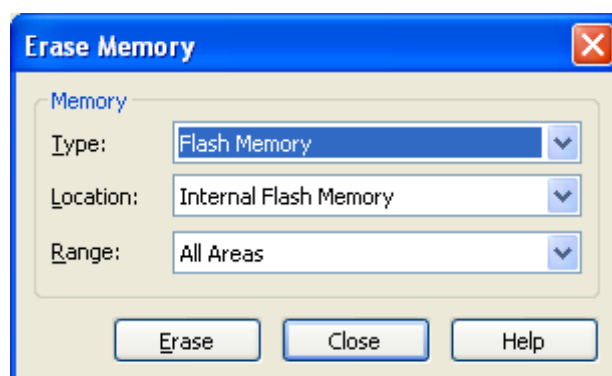 Erase Memory
Memory
Type: Flash Memory
Location: Internal Flash Memory
Range: All Areas
Erase Close Help